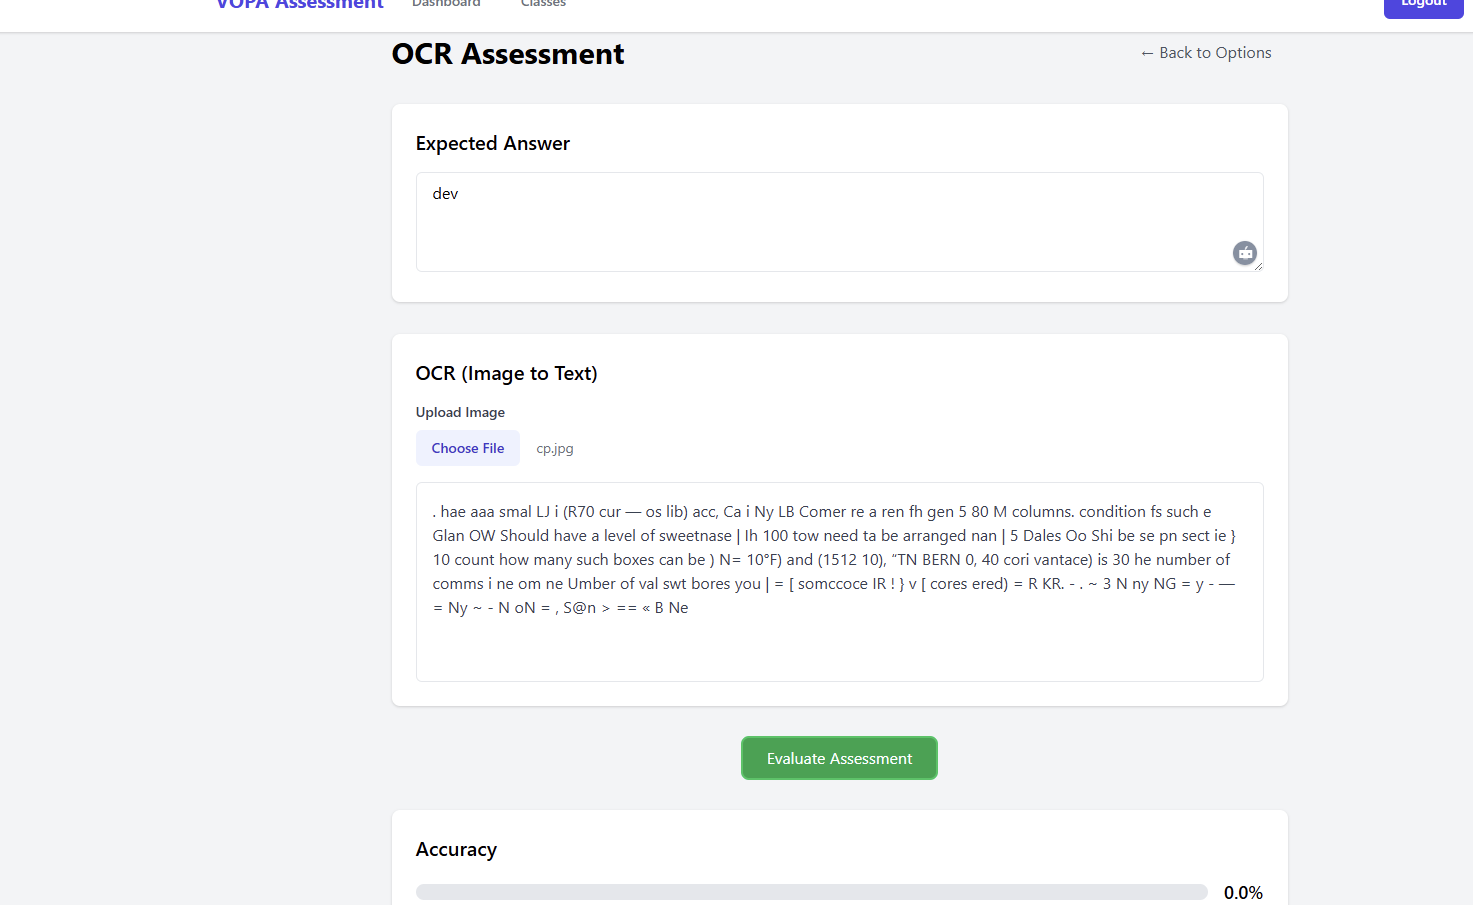 VOPA Assessment
Dashboard
Classes
Logout
OCR Assessment
← Back to Options
Expected Answer
dev
OCR (Image to Text)
Upload Image
Choose File
cp.jpg
. hae aaa smal LJ i (R70 cur — os lib) acc, Ca i Ny LB Comer re a ren fh gen 5 80 M columns. condition fs such e
Glan OW Should have a level of sweetnase | Ih 100 tow need ta be arranged nan | 5 Dales Oo Shi be se pn sect ie }
10 count how many such boxes can be ) N= 10°F) and (1512 10), “TN BERN 0, 40 cori vantace) is 30 he number of
comms i ne om ne Umber of val swt bores you | = [ somccoce IR ! } v [ cores ered) = R KR. - . ~ 3 N ny NG = y - —
= Ny ~ - N oN = , S@n > == « B Ne
Evaluate Assessment
Accuracy
0.0%